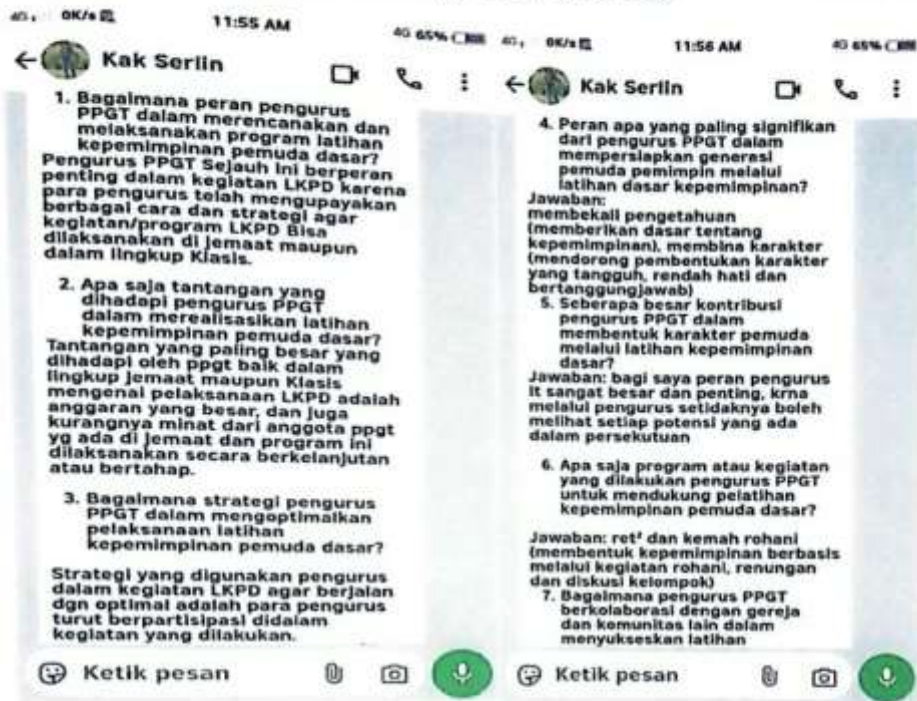 0K/s
11:55 AM
4G 65%
Kak Serlin
1. Bagaimana peran pengurus
PPGT dalam merencanakan dan
melaksanakan program latihan
kepemimpinan pemuda dasar?
Pengurus PPGT Sejauh ini berperan
penting dalam kegiatan LKPD karena
para pengurus telah mengupayakan
berbagai cara dan strategi agar
kegiatan/program LKPD Bisa
dilaksanakan di jemaat maupun
dalam lingkup Klasis.
2. Apa saja tantangan yang
dihadapi pengurus PPGT
dalam merealisasikan latihan
kepemimpinan pemuda dasar?
Tantangan yang paling besar yang
dihadapi oleh ppgt baik dalam
lingkup jemaat maupun Klasis
mengenai pelaksanaan LKPD adalah
anggaran yang besar, dan juga
kurangnya minat dari anggota ppgt
yg ada di jemaat dan program ini
dilaksanakan secara berkelanjutan
atau bertahap.
3. Bagaimana strategi pengurus
PPGT dalam mengoptimalkan
pelaksanaan latihan
kepemimpinan pemuda dasar?
Strategi yang digunakan pengurus
dalam kegiatan LKPD agar berjalan
dgn optimal adalah para pengurus
turut berpartisipasi didalam
kegiatan yang dilakukan.
Ketik pesan
4G 0K/s
11:56 AM
4G 65%
Kak Serlin
4. Peran apa yang paling signifikan
dari pengurus PPGT dalam
mempersiapkan generasi
pemuda pemimpin melalui
latihan dasar kepemimpinan?
Jawaban:
membekali pengetahuan
(memberikan dasar tentang
kepemimpinan), membina karakter
(mendorong pembentukan karakter
yang tangguh, rendah hati dan
bertanggungjawab)
5. Seberapa besar kontribusi
pengurus PPGT dalam
membentuk karakter pemuda
melalui latihan kepemimpinan
dasar?
Jawaban: bagi saya peran pengurus
it sangat besar dan penting, krna
melalui pengurus setidaknya boleh
melihat setiap potensi yang ada
dalam persekutuan
6. Apa saja program atau kegiatan
yang dilakukan pengurus PPGT
untuk mendukung pelatihan
kepemimpinan pemuda dasar?
Jawaban: ret² dan kemah rohani
(membentuk kepemimpinan berbasis
melalui kegiatan rohani, renungan
dan diskusi kelompok)
7. Bagaimana pengurus PPGT
berkolaborasi dengan gereja
dan komunitas lain dalam
menyukseskan latihan
Ketik pesan